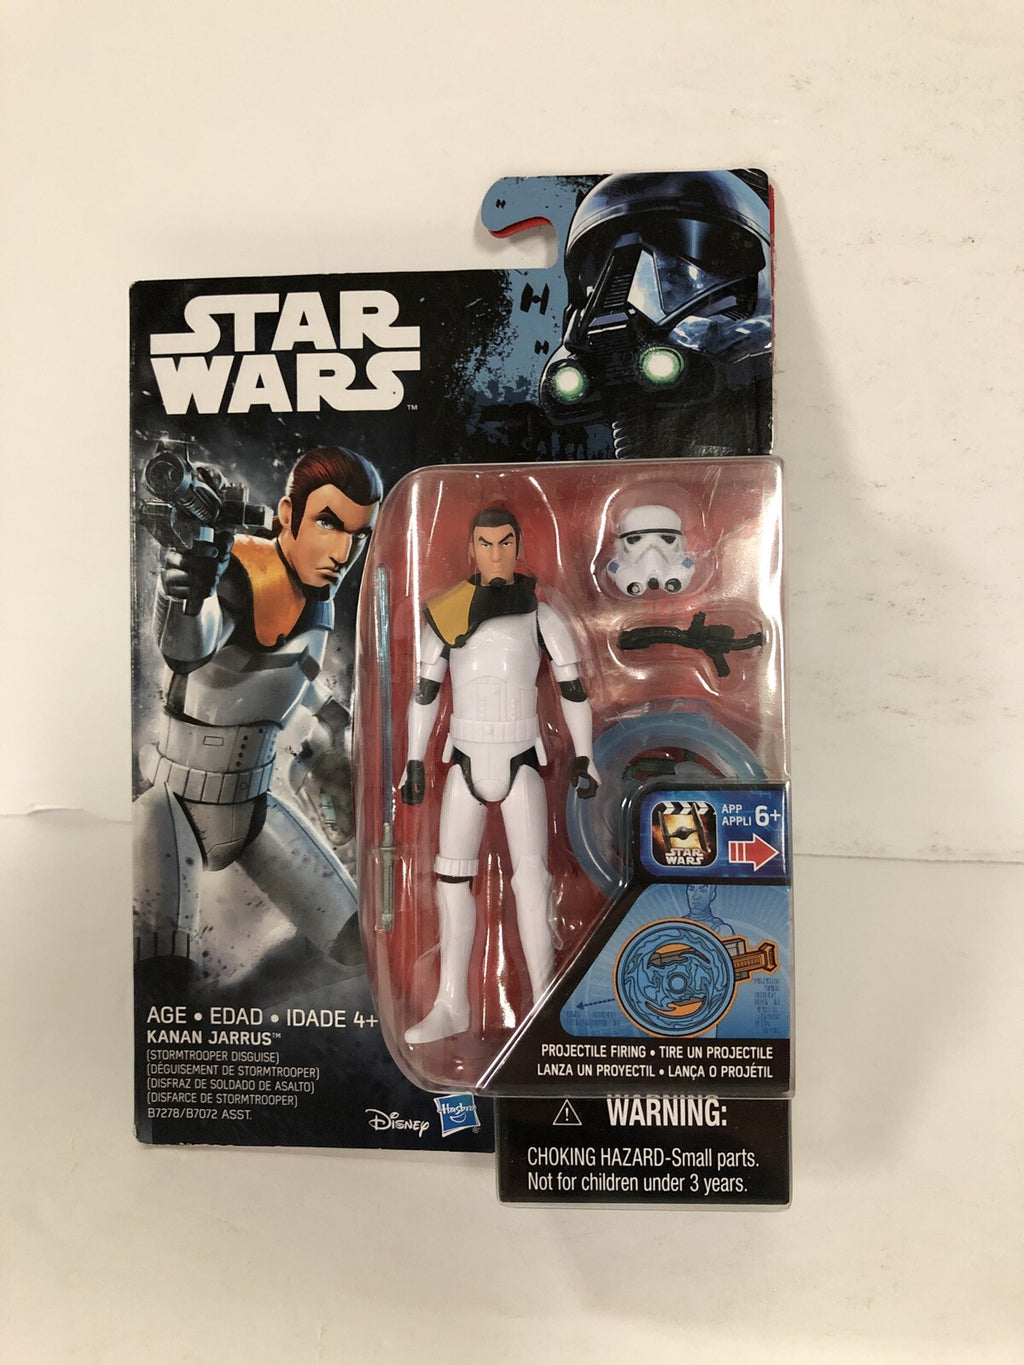 STAR
WARS™
APP
APPLI 6+
STAR
WARS
AGE • EDAD • IDADE 4+
KANAN JARRUS™
(STORMTROOPER DISGUISE)
(DÉGUISEMENT DE STORMTROOPER)
(DISFRAZ DE SOLDADO DE ASALTO)
(DISFARCE DE STORMTROOPER)
B7278/B7072 ASST.
DISNEY
Hasbro
PROJECTILE FIRING • TIRE UN PROJECTILE
LANZA UN PROYECTIL • LANÇA O PROJÉTIL
⚠ WARNING:
CHOKING HAZARD-Small parts.
Not for children under 3 years.